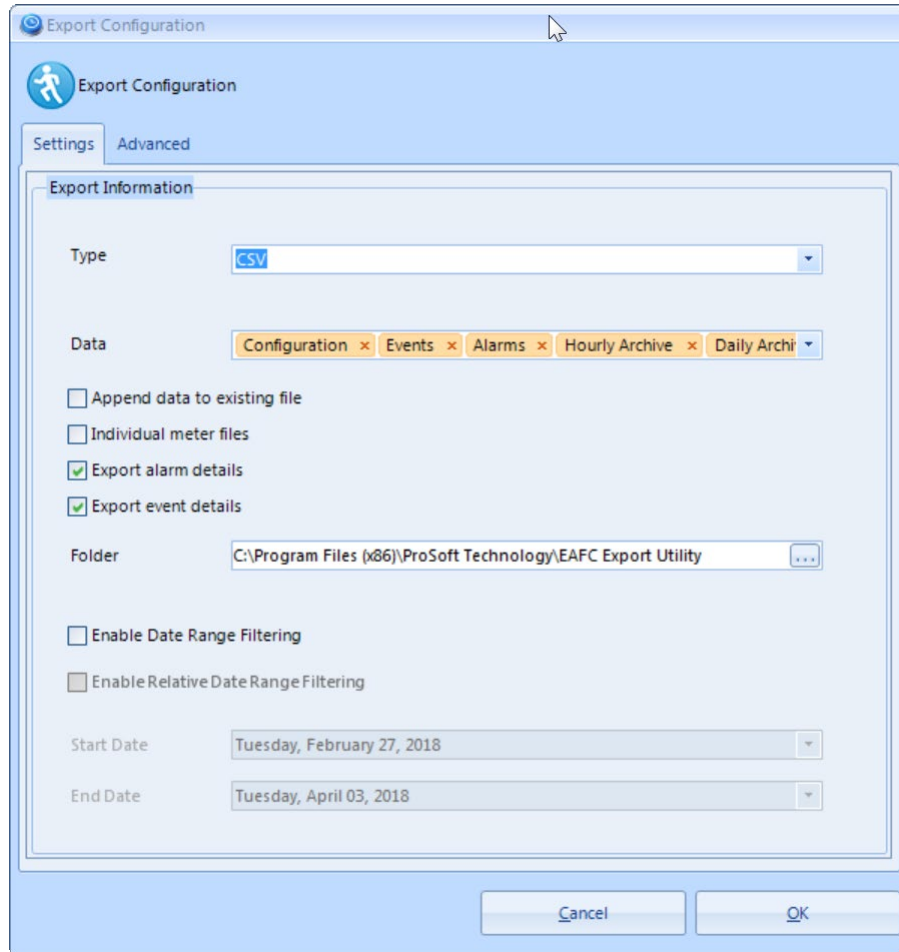 Export Configuration
Export Configuration
Settings Advanced
Export Information
Type CSV
Data Configuration × Events × Alarms × Hourly Archive × Daily Archi
Append data to existing file
Individual meter files
Export alarm details
Export event details
Folder C:\Program Files (x86)\ProSoft Technology\EAFC Export Utility ...
Enable Date Range Filtering
Enable Relative Date Range Filtering
Start Date Tuesday, February 27, 2018
End Date Tuesday, April 03, 2018
Cancel OK